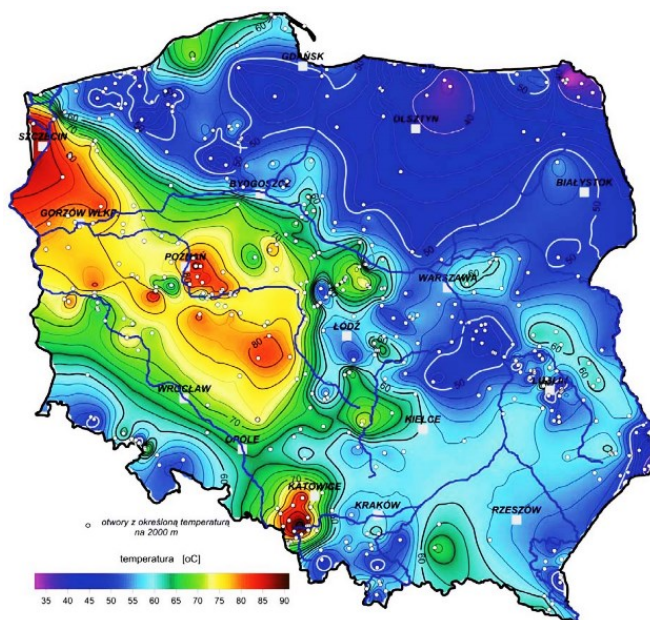 GDAŃSK
OLSZTYN
SZCZECIN
BIAŁYSTOK
BYDGOSZCZ
GORZÓW WLKP.
POZNAŃ
WARSZAWA
ŁÓDŹ
LUBLIN
WROCŁAW
KIELCE
OPOLE
KATOWICE
KRAKÓW
RZESZÓW
otwory z określoną temperaturą
na 2000 m
temperatura [oC]
35 40 45 50 55 60 65 70 75 80 85 90